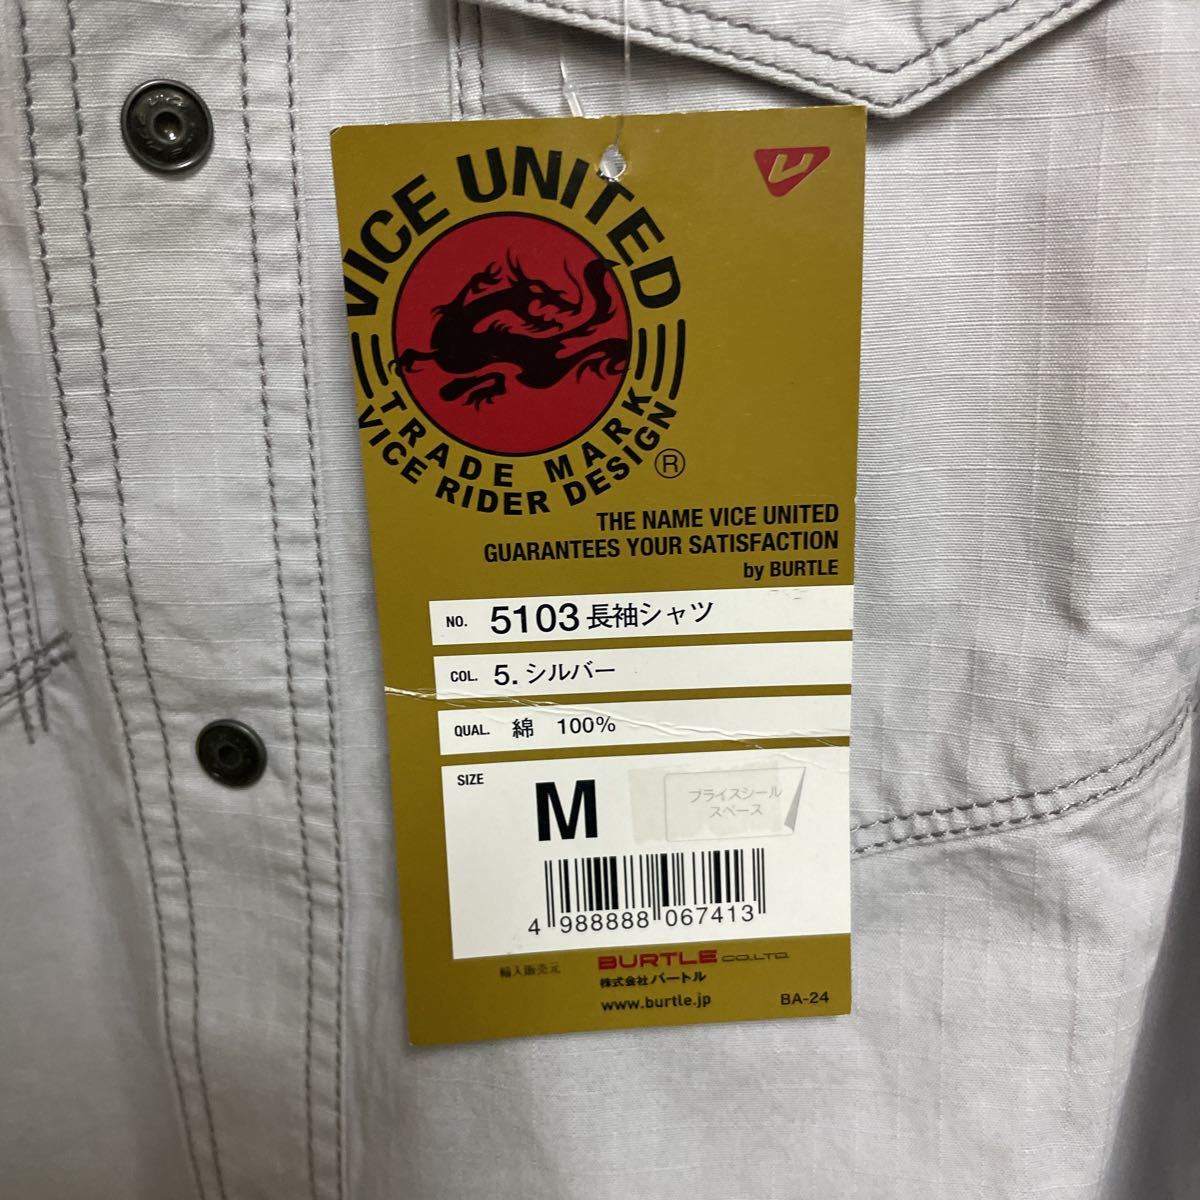 VICE UNITED
TRADE MARK
VICE RIDER DESIGN
®
THE NAME VICE UNITED
GUARANTEES YOUR SATISFACTION
by BURTLE
NO. 5103 長袖シャツ
COL. 5. シルバー
QUAL. 綿 100%
SIZE
M
プライスシール
スペース
4 988888 067413
輸入販売元
BURTLE CO.LTD.
株式会社バートル
www.burtle.jp
BA-24